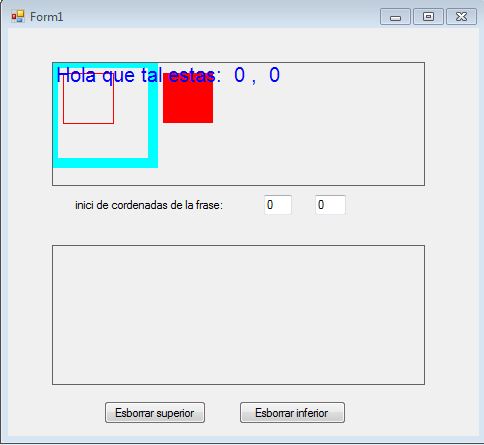 Form1
Hola que tal estas:  0 ,  0
inici de cordenadas de la frase: 0 0
Esborrar superior Esborrar inferior